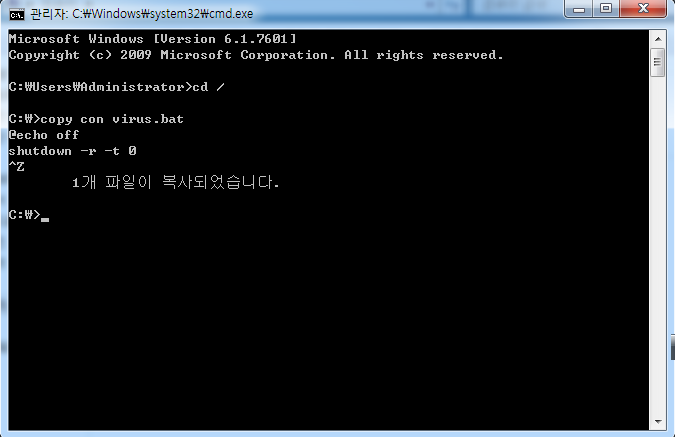 관리자: C:₩Windows₩system32₩cmd.exe
Microsoft Windows [Version 6.1.7601]
Copyright (c) 2009 Microsoft Corporation. All rights reserved.
C:₩Users₩Administrator>cd /
C:₩>copy con virus.bat
@echo off
shutdown -r -t 0
^Z
1개 파일이 복사되었습니다.
C:₩>